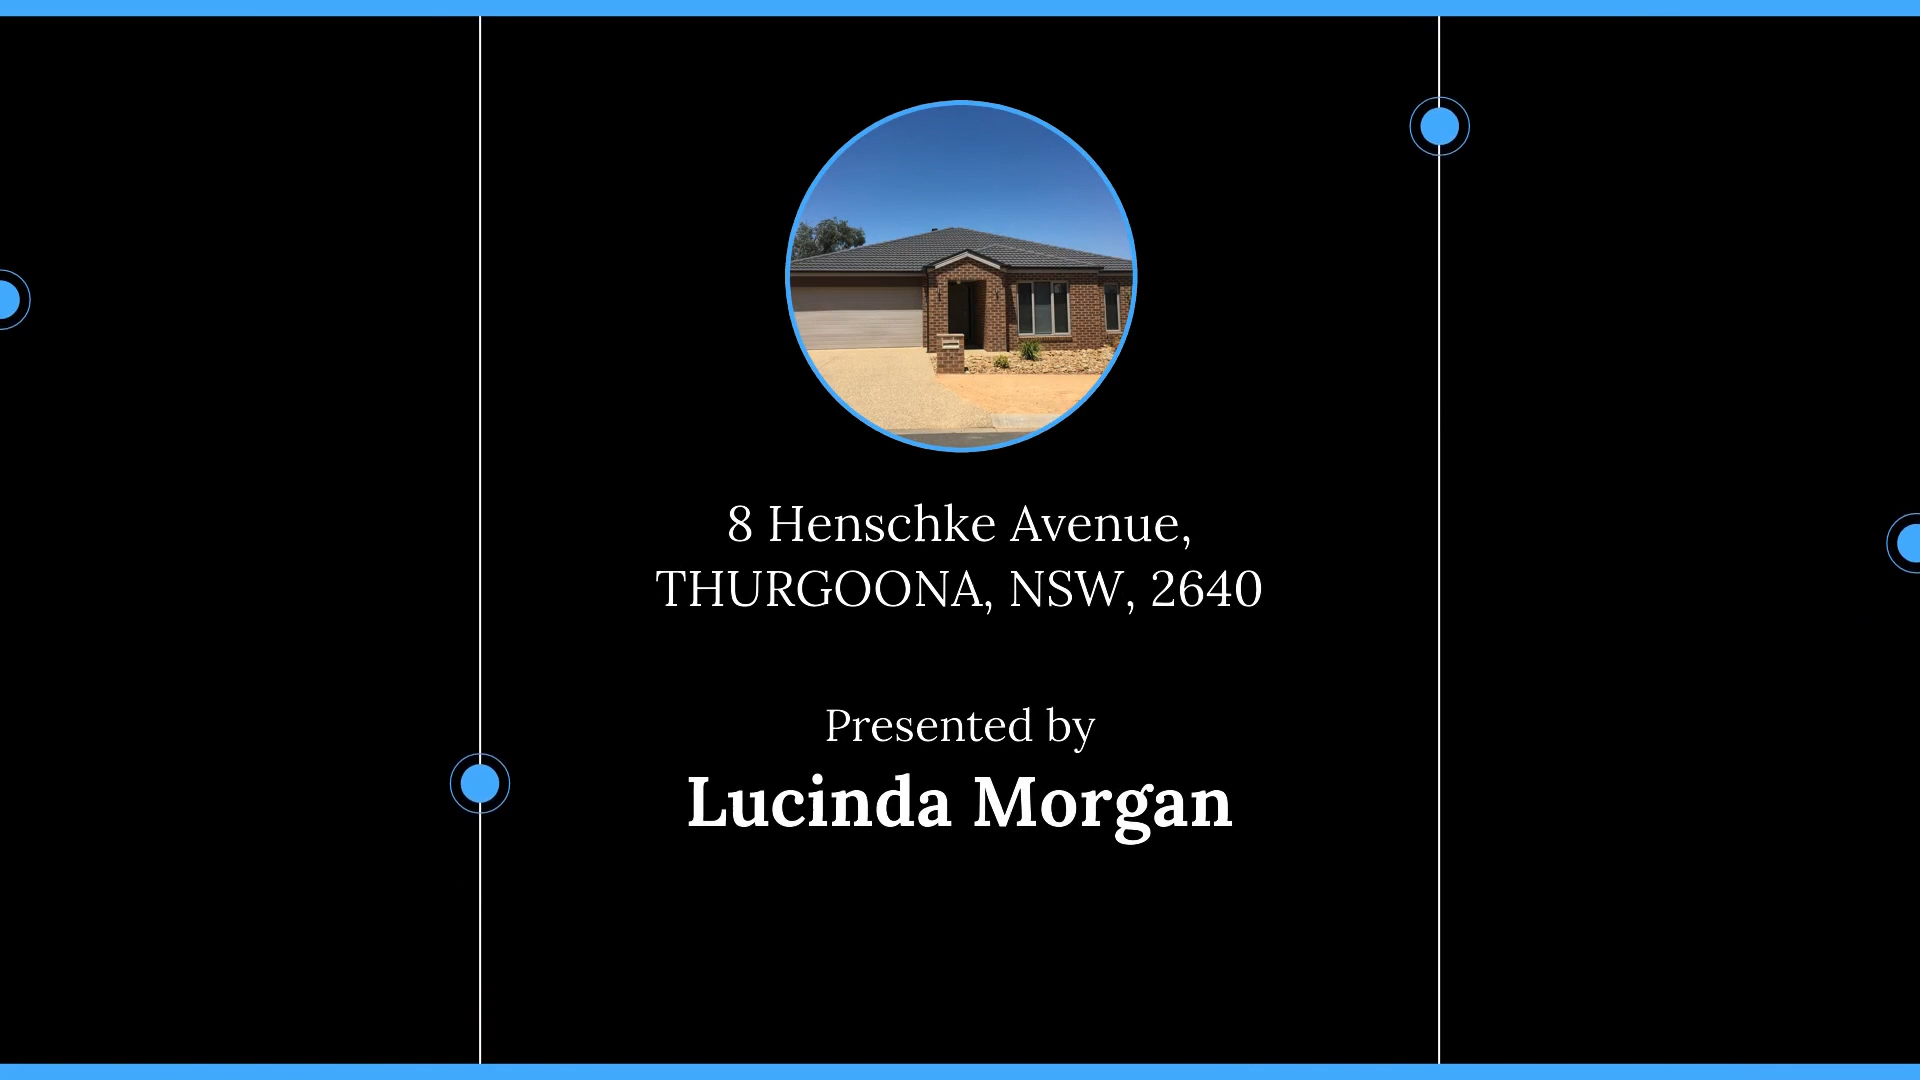 8 Henschke Avenue,
THURGOONA, NSW, 2640
Presented by
Lucinda Morgan